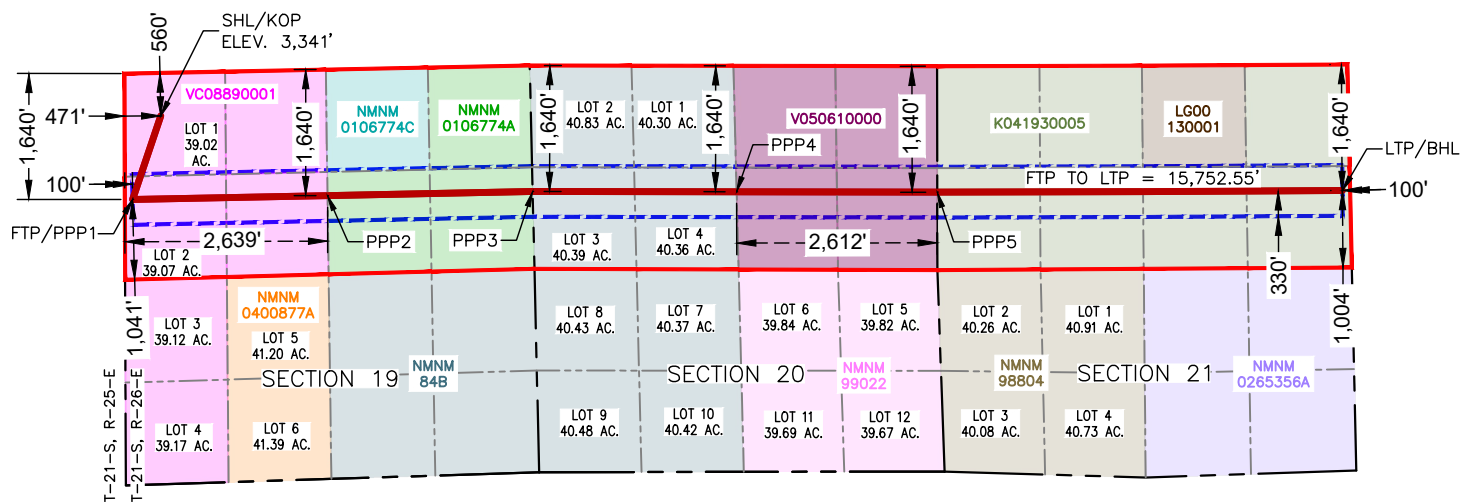 SHL/KOP
ELEV. 3,341'
560'
471'
1,640'
100'
VC08890001
LOT 1
39.02
AC.
1,640'
NMNM
0106774C
NMNM
0106774A
1,640'
LOT 2
40.83 AC.
LOT 1
40.30 AC.
1,640'
V050610000
1,640'
K041930005
LG00
130001
1,640'
PPP4
LTP/BHL
FTP TO LTP = 15,752.55'
100'
FTP/PPP1
2,639'
PPP2
PPP3
LOT 2
39.07 AC.
LOT 3
40.39 AC.
LOT 4
40.36 AC.
2,612'
PPP5
330'
1,041'
1,004'
NMNM
0400877A
LOT 3
39.12 AC.
LOT 5
41.20 AC.
LOT 8
40.43 AC.
LOT 7
40.37 AC.
LOT 6
39.84 AC.
LOT 5
39.82 AC.
LOT 2
40.26 AC.
LOT 1
40.91 AC.
SECTION 19
NMNM
84B
SECTION 20
NMNM
99022
NMNM
98804
SECTION 21
NMNM
0265356A
LOT 4
39.17 AC.
LOT 6
41.39 AC.
LOT 9
40.48 AC.
LOT 10
40.42 AC.
LOT 11
39.69 AC.
LOT 12
39.67 AC.
LOT 3
40.08 AC.
LOT 4
40.73 AC.
T-21-S, R-25-E
T-21-S, R-26-E